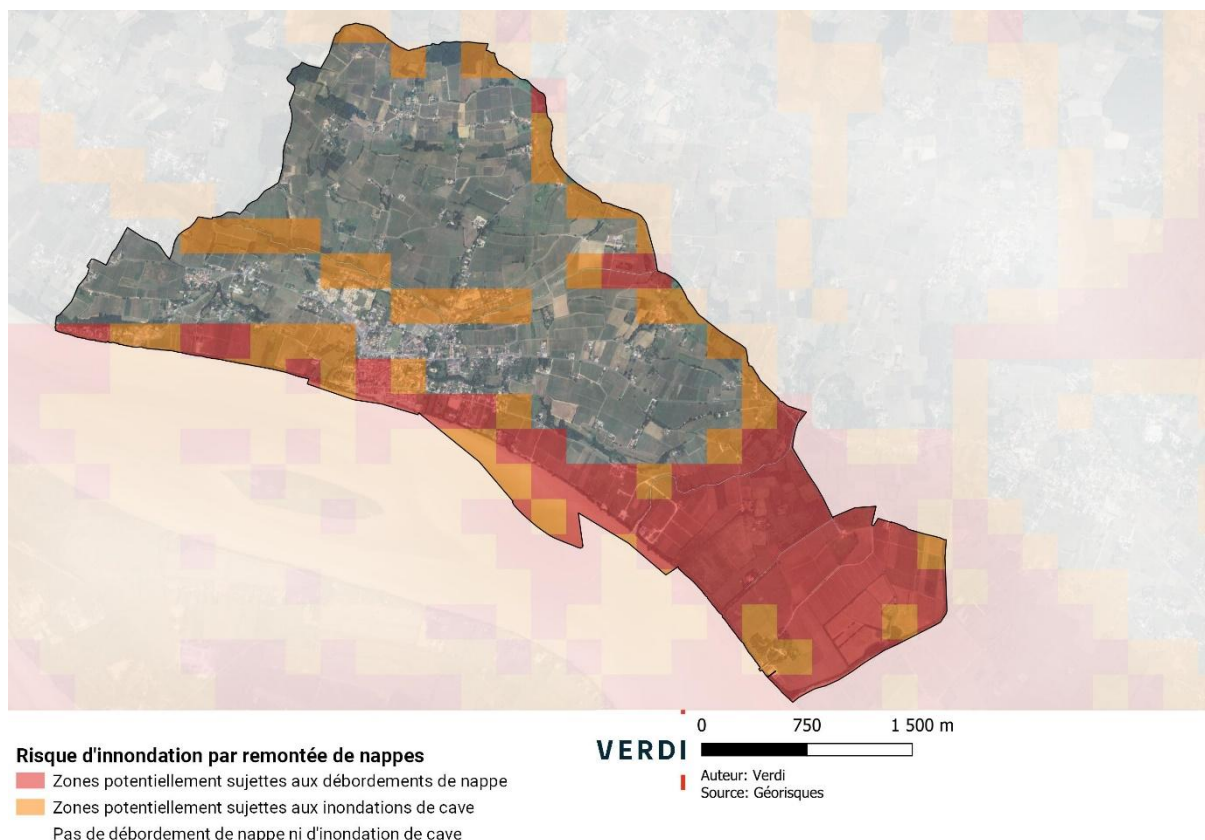 Risque d'innondation par remontée de nappes
Zones potentiellement sujettes aux débordements de nappe
Zones potentiellement sujettes aux inondations de cave
Pas de débordement de nappe ni d'inondation de cave
VERDI
0 750 1 500 m
Auteur: Verdi
Source: Géorisques